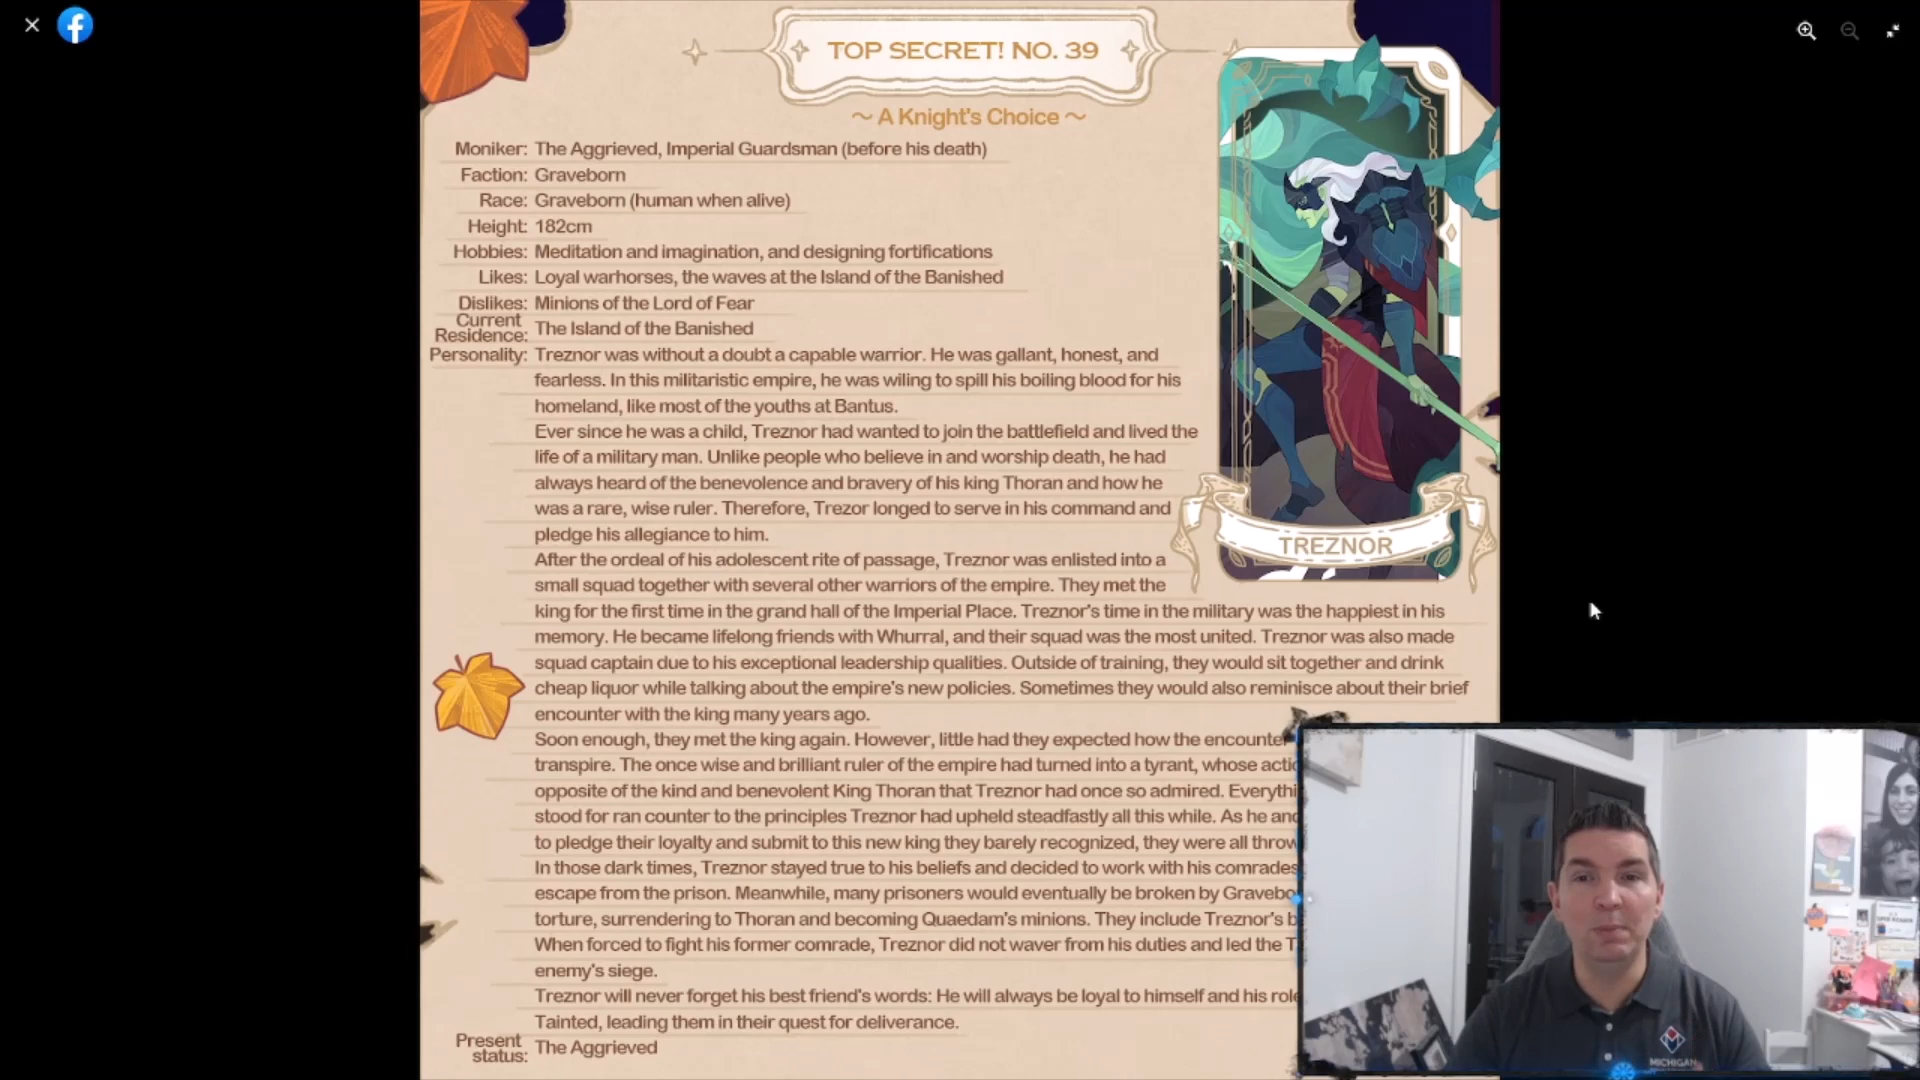 TOP SECRET! NO. 39
~ A Knight's Choice ~
Moniker: The Aggrieved, Imperial Guardsman (before his death)
Faction: Graveborn
Race: Graveborn (human when alive)
Height: 182cm
Hobbies: Meditation and imagination, and designing fortifications
Likes: Loyal warhorses, the waves at the Island of the Banished
Dislikes: Minions of the Lord of Fear
Current Residence: The Island of the Banished
Personality: Treznor was without a doubt a capable warrior. He was gallant, honest, and
fearless. In this militaristic empire, he was wiling to spill his boiling blood for his
homeland, like most of the youths at Bantus.
Ever since he was a child, Treznor had wanted to join the battlefield and lived the
life of a military man. Unlike people who believe in and worship death, he had
always heard of the benevolence and bravery of his king Thoran and how he
was a rare, wise ruler. Therefore, Trezor longed to serve in his command and
pledge his allegiance to him.
TREZNOR
After the ordeal of his adolescent rite of passage, Treznor was enlisted into a
small squad together with several other warriors of the empire. They met the
king for the first time in the grand hall of the Imperial Place. Treznor's time in the military was the happiest in his
memory. He became lifelong friends with Whurral, and their squad was the most united. Treznor was also made
squad captain due to his exceptional leadership qualities. Outside of training, they would sit together and drink
cheap liquor while talking about the empire's new policies. Sometimes they would also reminisce about their brief
encounter with the king many years ago.
Soon enough, they met the king again. However, little had they expected how the encounter
transpire. The once wise and brilliant ruler of the empire had turned into a tyrant, whose
opposite of the kind and benevolent King Thoran that Treznor had once so admired.
stood for ran counter to the principles Treznor had upheld steadfastly all this while. As he
to pledge their loyalty and submit to this new king they barely recognized, they were all
In those dark times, Treznor stayed true to his beliefs and decided to work with his comrades
escape from the prison. Meanwhile, many prisoners would eventually be broken by
torture, surrendering to Thoran and becoming Quaedam's minions. They include Treznor's
When forced to fight his former comrade, Treznor did not waver from his duties and led the
enemy's siege.
Treznor will never forget his best friend's words: He will always be loyal to himself and his
Tainted, leading them in their quest for deliverance.
Present status: The Aggrieved
MICHIGAN